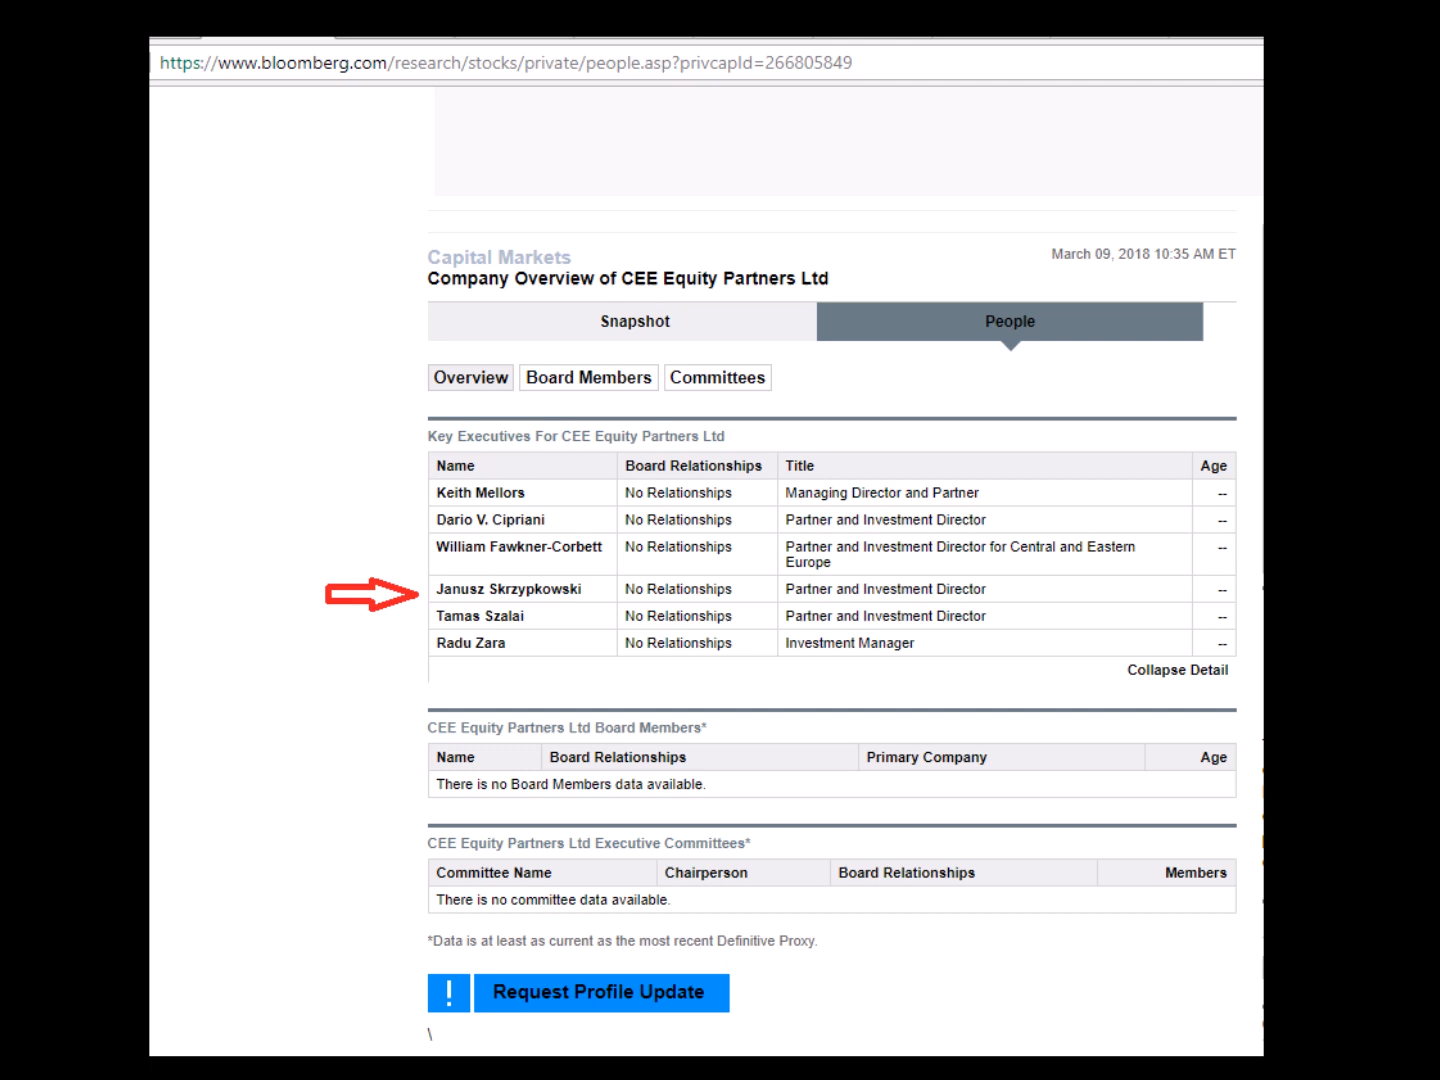 https://www.bloomberg.com/research/stocks/private/people.asp?privcapId=266805849
Capital Markets
March 09, 2018 10:35 AM ET
Company Overview of CEE Equity Partners Ltd
Snapshot People
Overview Board Members Committees
Key Executives For CEE Equity Partners Ltd
Name Board Relationships Title Age
Keith Mellors No Relationships Managing Director and Partner --
Dario V. Cipriani No Relationships Partner and Investment Director --
William Fawkner-Corbett No Relationships Partner and Investment Director for Central and Eastern --
Europe
Janusz Skrzypkowski No Relationships Partner and Investment Director --
Tamas Szalai No Relationships Partner and Investment Director --
Radu Zara No Relationships Investment Manager --
Collapse Detail
CEE Equity Partners Ltd Board Members*
Name Board Relationships Primary Company Age
There is no Board Members data available.
CEE Equity Partners Ltd Executive Committees*
Committee Name Chairperson Board Relationships Members
There is no committee data available.
*Data is at least as current as the most recent Definitive Proxy.
! Request Profile Update
\